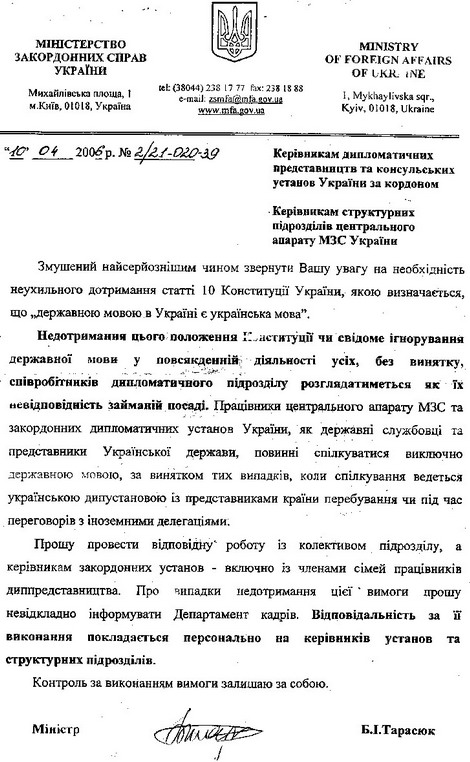 МІНІСТЕРСТВО
ЗАКОРДОННИХ СПРАВ
УКРАЇНИ
Михайлівська площа, 1
м.Київ, 01018, Україна
tel: (38044) 238 17 77 fax: 238 18 88
e-mail: zsmfa@mfa.gov.ua
www.mfa.gov.ua
MINISTRY
OF FOREIGN AFFAIRS
OF UKR INE
1, Mykhaylivska sqr.,
Kyiv, 01018, Ukraine
"10" 04 2006р. № 2/21-020-39
Керівникам дипломатичних
представництв та консульських
установ України за кордоном
Керівникам структурних
підрозділів центрального
апарату МЗС України
Змушений найсерйознішим чином звернути Вашу увагу на необхідність
неухильного дотримання статті 10 Конституції України, якою визначається,
що „державною мовою в Україні є українська мова".
Недотримання цього положення Конституції чи свідоме ігнорування
державної мови у повсякденній діяльності усіх, без винятку,
співробітників дипломатичного підрозділу розглядатиметься як їх
невідповідність займаній посаді. Працівники центрального апарату МЗС та
закордонних дипломатичних установ України, як державні службовці та
представники Української держави, повинні спілкуватися виключно
державною мовою, за винятком тих випадків, коли спілкування ведеться
українською дипустановою із представниками країни перебування чи під час
переговорів з іноземними делегаціями.
Прошу провести відповідну роботу із колективом підрозділу, а
керівникам закордонних установ - включно із членами сімей працівників
диппредставництва. Про випадки недотримання цієї вимоги прошу
невідкладно інформувати Департамент кадрів. Відповідальність за її
виконання покладається персонально на керівників установ та
структурних підрозділів.
Контроль за виконанням вимоги залишаю за собою.
Міністр Б.І.Тарасюк